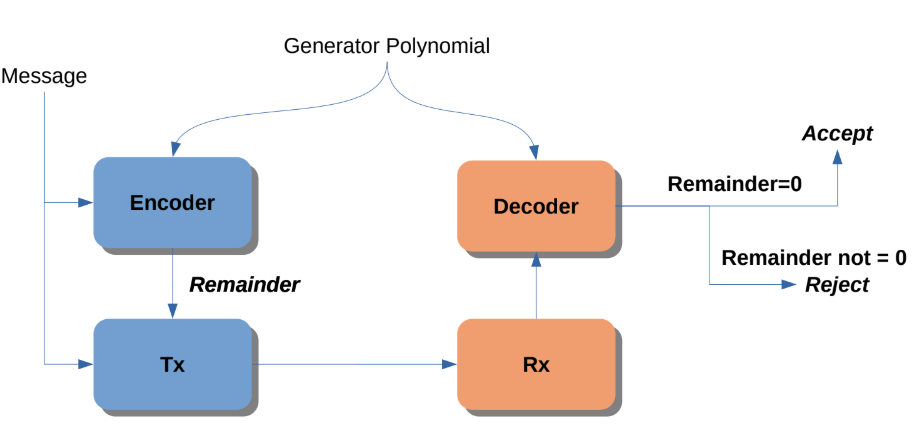 Generator Polynomial
Message
Accept
Remainder=0
Encoder
Decoder
Remainder not = 0
Remainder
Reject
Tx
Rx